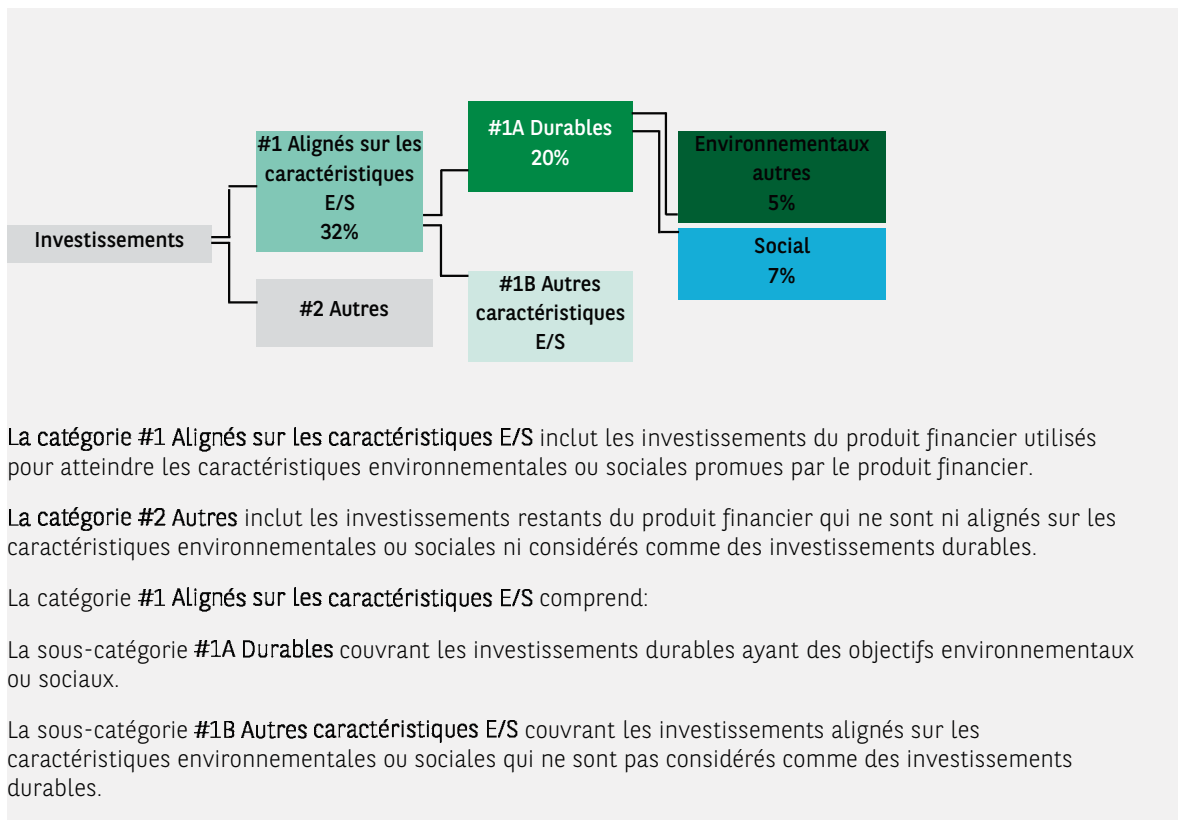 #1A Durables
20%
#1 Alignés sur les
caractéristiques
E/S
32%
Environnementaux
autres
5%
Investissements
Social
7%
#2 Autres
#1B Autres
caractéristiques
E/S
La catégorie #1 Alignés sur les caractéristiques E/S inclut les investissements du produit financier utilisés
pour atteindre les caractéristiques environnementales ou sociales promues par le produit financier.
La catégorie #2 Autres inclut les investissements restants du produit financier qui ne sont ni alignés sur les
caractéristiques environnementales ou sociales ni considérés comme des investissements durables.
La catégorie #1 Alignés sur les caractéristiques E/S comprend:
La sous-catégorie #1A Durables couvrant les investissements durables ayant des objectifs environnementaux
ou sociaux.
La sous-catégorie #1B Autres caractéristiques E/S couvrant les investissements alignés sur les
caractéristiques environnementales ou sociales qui ne sont pas considérés comme des investissements
durables.